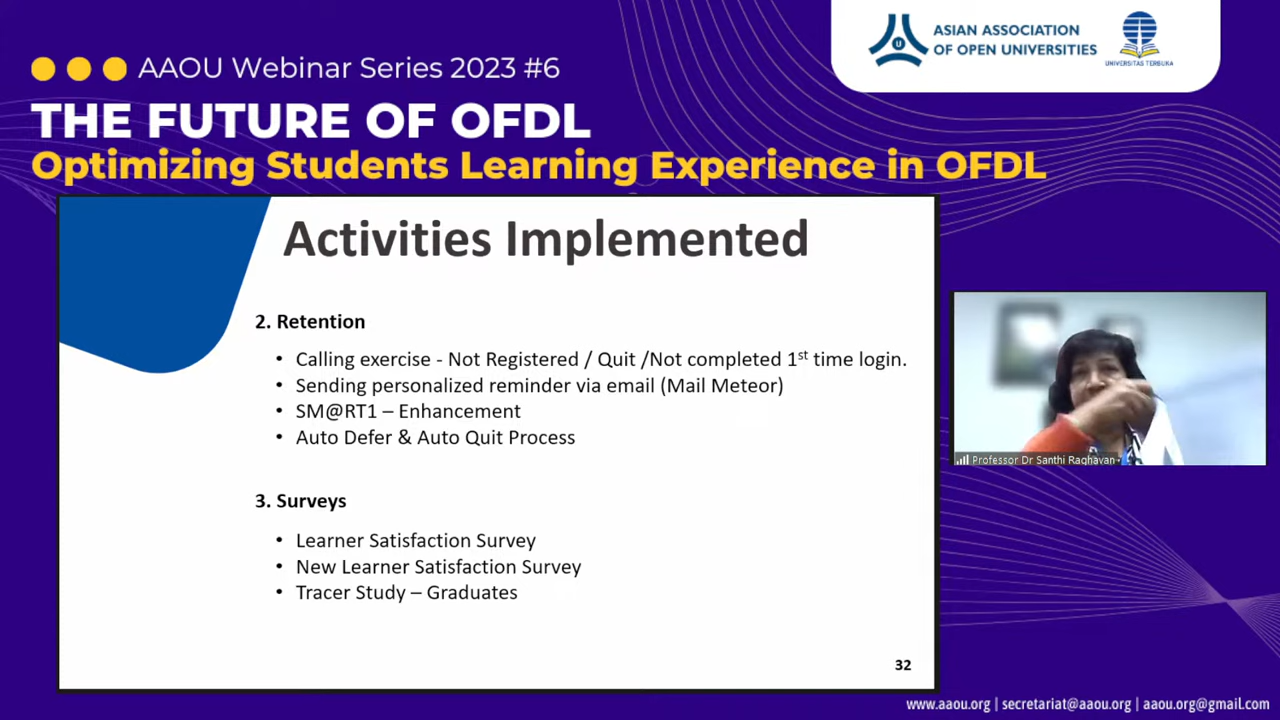 ASIAN ASSOCIATION
OF OPEN UNIVERSITIES
UNIVERSITAS TERBUKA
AAOU Webinar Series 2023 #6
THE FUTURE OF OFDL
Optimizing Students Learning Experience in OFDL
Activities Implemented
2. Retention
• Calling exercise - Not Registered / Quit /Not completed 1st time login.
• Sending personalized reminder via email (Mail Meteor)
• SM@RT1 – Enhancement
• Auto Defer & Auto Quit Process
3. Surveys
• Learner Satisfaction Survey
• New Learner Satisfaction Survey
• Tracer Study – Graduates
32
Professor Dr Santhi Raghavan
www.aaou.org | secretariat@aaou.org | aaou.org@gmail.com